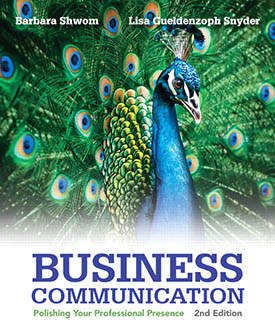 Barbara Shwom Lisa Gueldenzoph Snyder
BUSINESS
COMMUNICATION
Polishing Your Professional Presence 2nd Edition